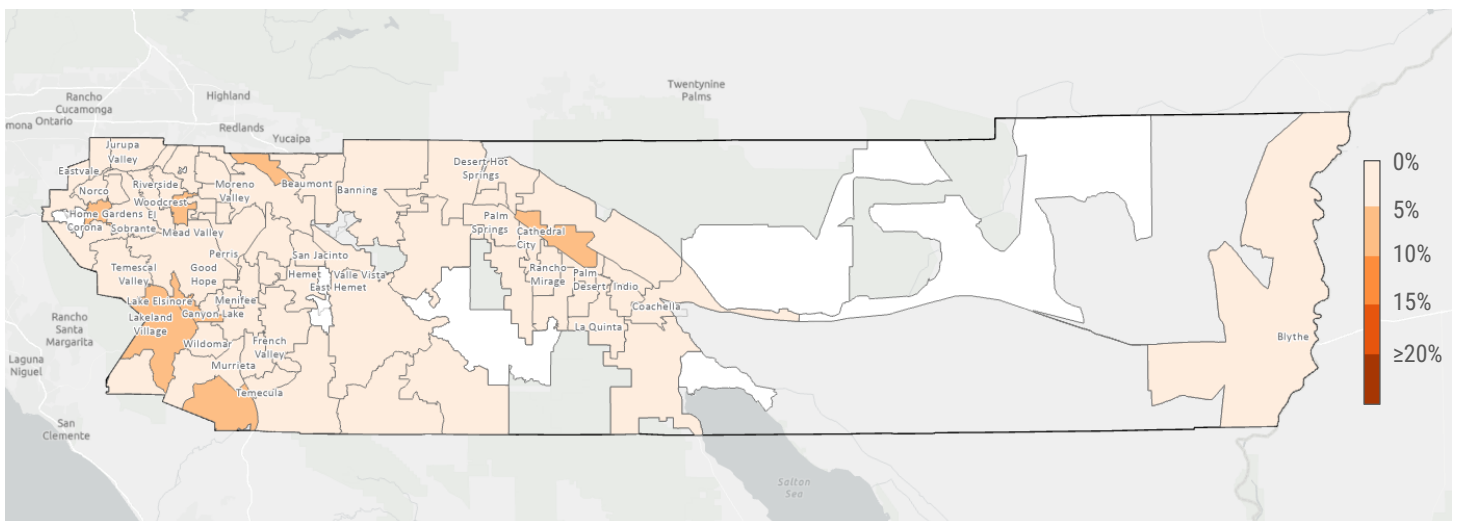 Twentynine
Palms
Rancho
Cucamonga
Highland
mona
Ontario
Redlands
Yucaipa
Jurupa
Valley
Eastvale
Norco
Riverside
Moreno
Valley
Beaumont
Banning
Desert Hot
Springs
Woodcrest
Home Gardens
El
Corona
Sobrante
Mead Valley
Palm
Springs
Cathedral
City
Perris
San Jacinto
Temescal
Valley
Good
Hope
Hemet
Valle Vista
East Hemet
Rancho
Mirage
Palm
Desert
Indio
Lake Elsinore
Menifee
Canyon Lake
Coachella
Lakeland
Village
La Quinta
Rancho
Santa
Margarita
Wildomar
French
Valley
Blythe
Laguna
Niguel
Murrieta
Temecula
San
Clemente
Salton
Sea
0%
5%
10%
15%
≥20%